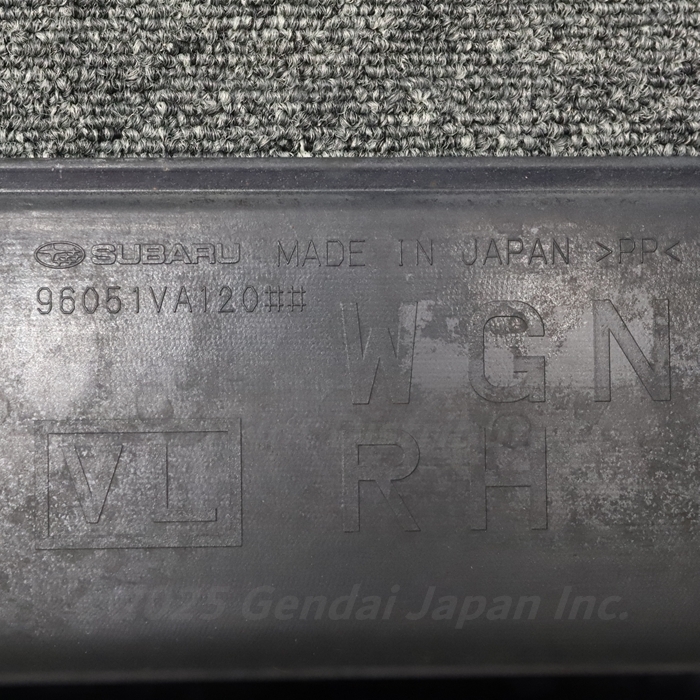 SUBARU MADE IN JAPAN >PP<
96051VA120##
WGN
VL RH
©2025 Gendai Japan Inc.